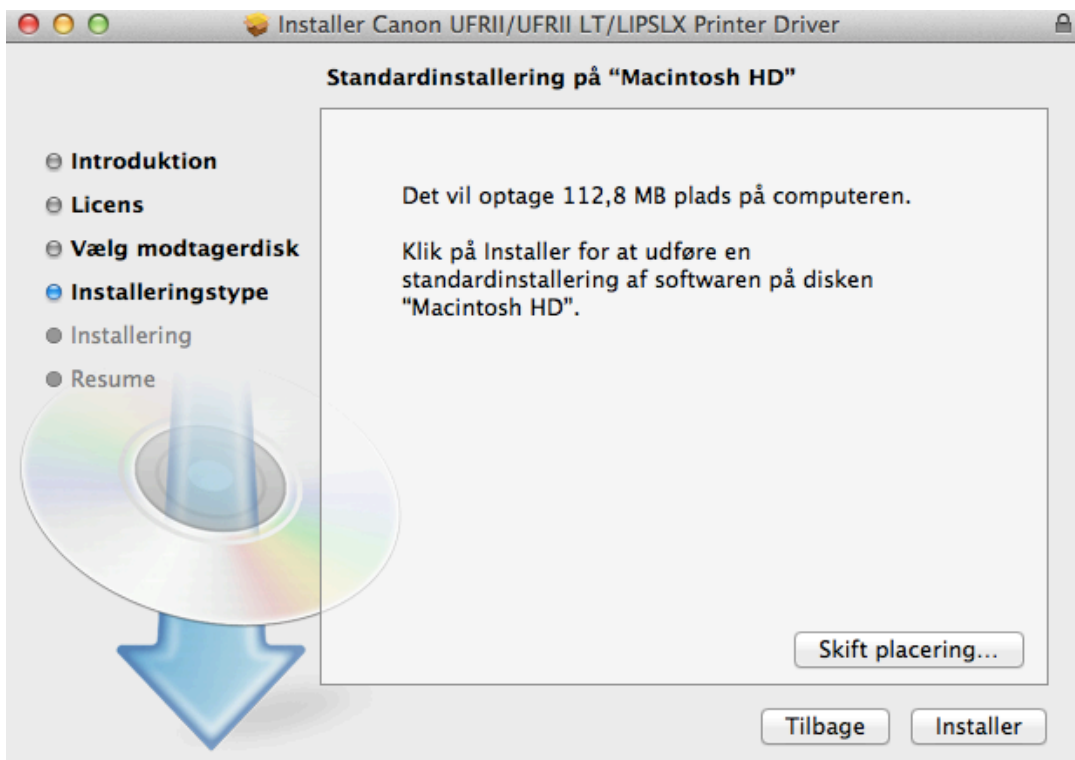 Installer Canon UFRII/UFRII LT/LIPSLX Printer Driver
Standardinstallering på “Macintosh HD”
Introduktion
Licens
Vælg modtagerdisk
Installeringstype
Installering
Resume
Det vil optage 112,8 MB plads på computeren.
Klik på Installer for at udføre en
standardinstallering af softwaren på disken
“Macintosh HD”.
Skift placering...
Tilbage
Installer